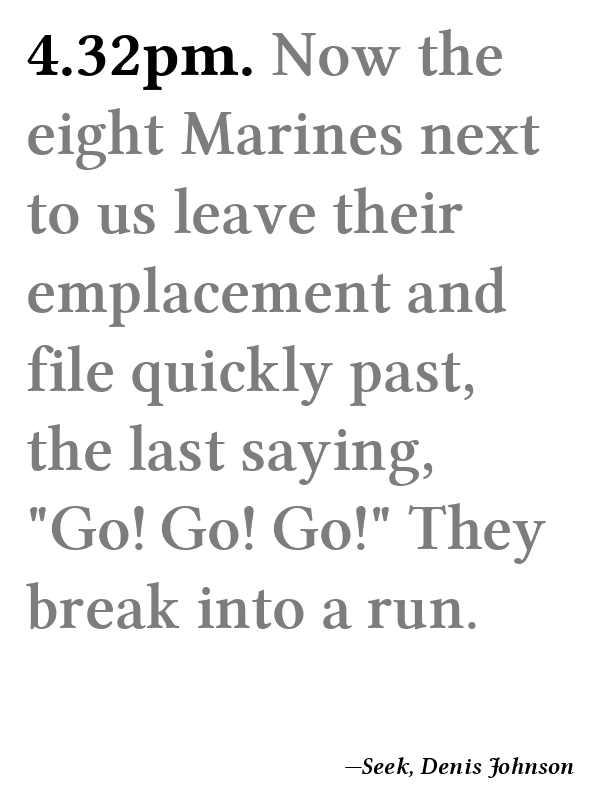 4.32pm. Now the
eight Marines next
to us leave their
emplacement and
file quickly past,
the last saying,
"Go! Go! Go!" They
break into a run.
—Seek, Denis Johnson